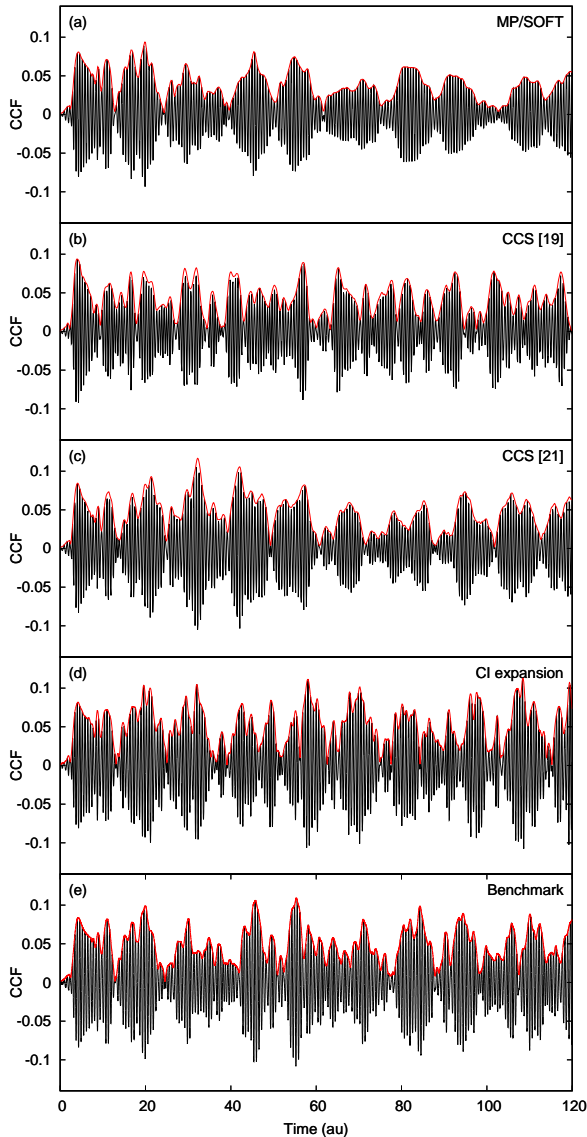 (a) MP/SOFT
0.1
0.05
0
-0.05
-0.1
CCF
(b) CCS [19]
0.1
0.05
0
-0.05
-0.1
CCF
(c) CCS [21]
0.1
0.05
0
-0.05
-0.1
CCF
(d) CI expansion
0.1
0.05
0
-0.05
-0.1
CCF
(e) Benchmark
0.1
0.05
0
-0.05
-0.1
CCF
0 20 40 60 80 100 120
Time (au)